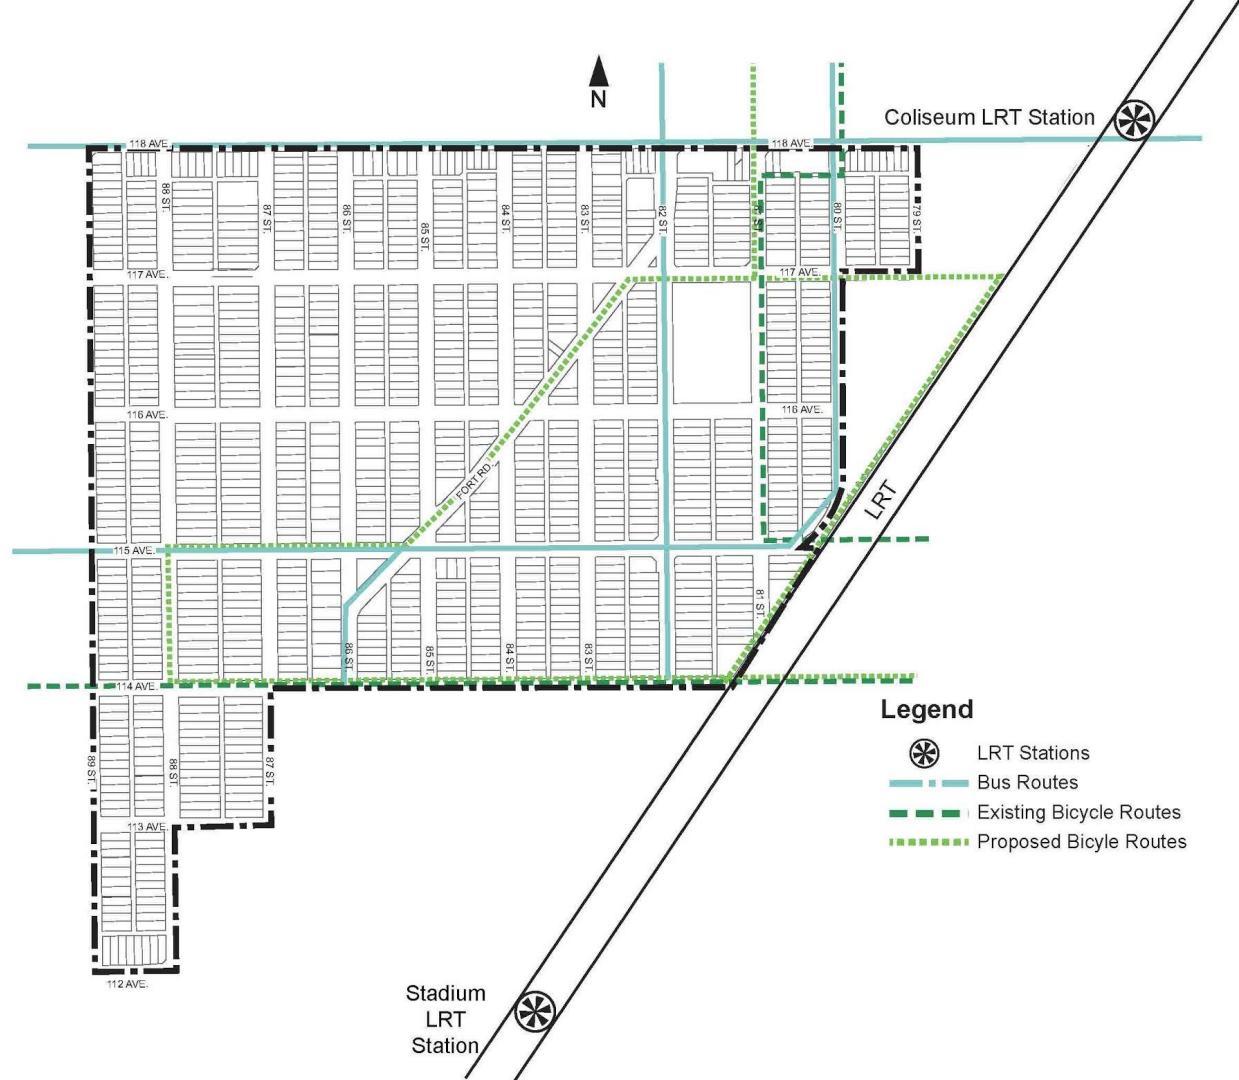 N
Coliseum LRT Station
118 AVE.
118 AVE.
88 ST.
87 ST.
86 ST.
85 ST.
84 ST.
83 ST.
82 ST.
80 ST.
79 ST.
117 AVE.
117 AVE.
116 AVE.
116 AVE.
FORT RD.
LRT
115 AVE.
81 ST.
86 ST.
85 ST.
84 ST.
83 ST.
114 AVE.
89 ST.
88 ST.
87 ST.
113 AVE.
112 AVE.
Legend
LRT Stations
Bus Routes
Existing Bicycle Routes
Proposed Bicyle Routes
Stadium
LRT
Station